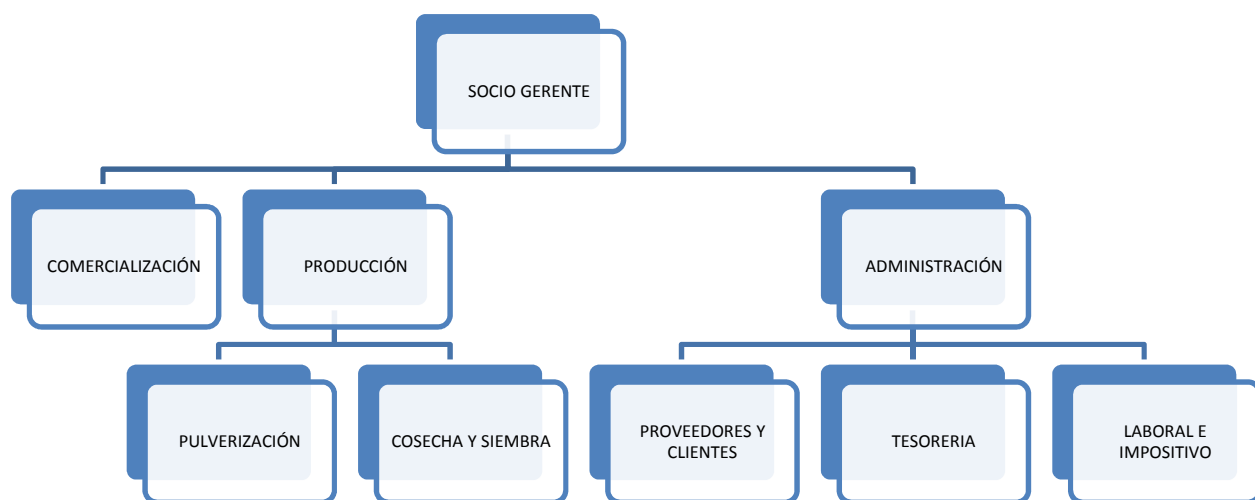 SOCIO GERENTE
COMERCIALIZACIÓN
PRODUCCIÓN
ADMINISTRACIÓN
PULVERIZACIÓN
COSECHA Y SIEMBRA
PROVEEDORES Y
CLIENTES
TESORERIA
LABORAL E
IMPOSITIVO